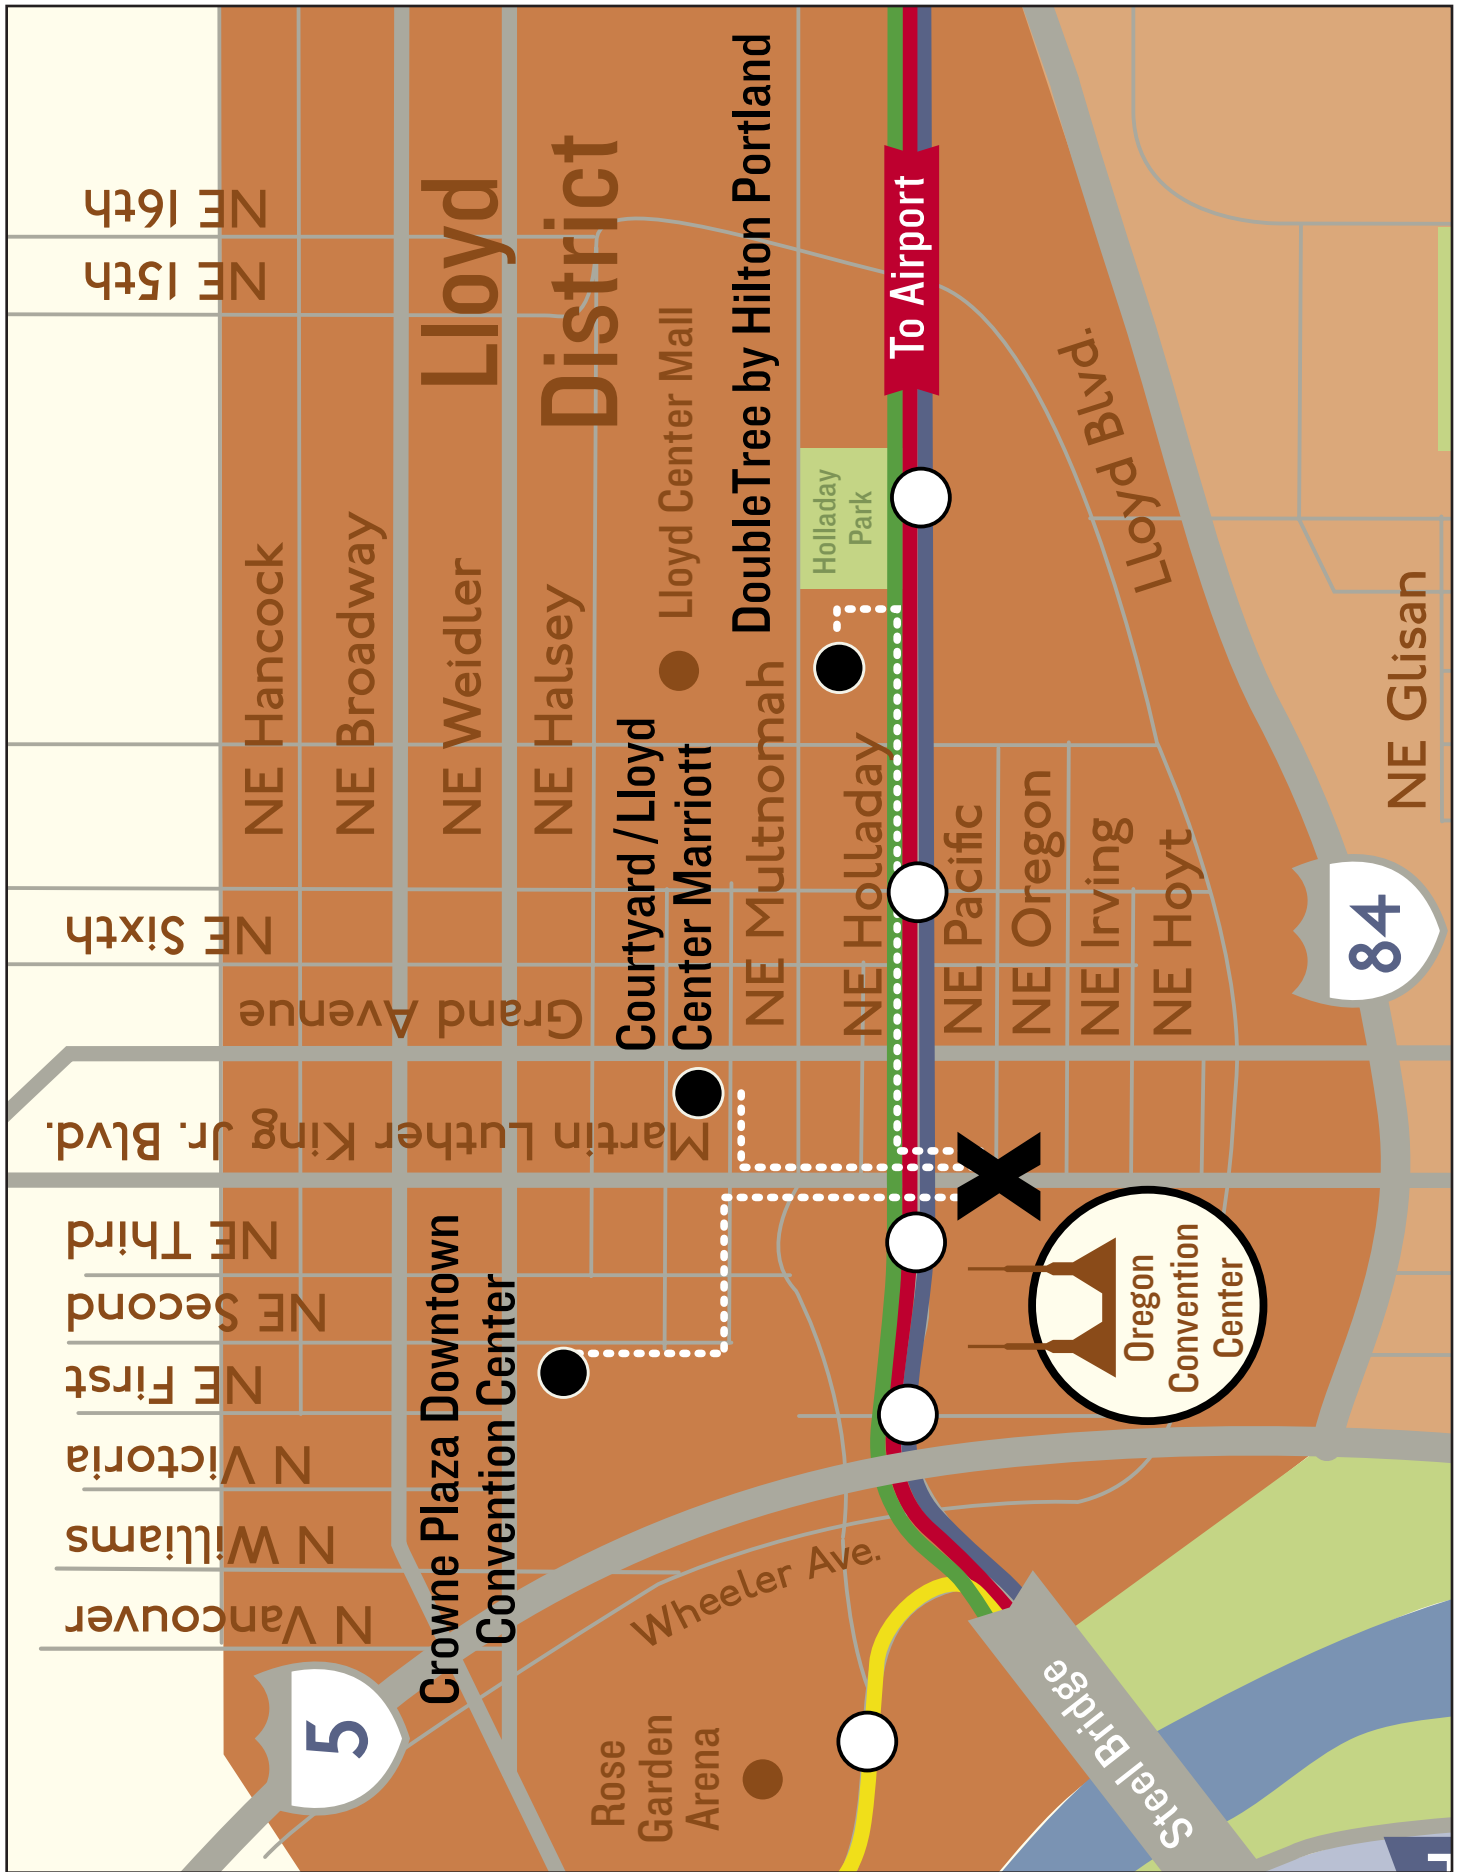 NE 16th
NE 15th
NE Sixth
Grand Avenue
Martin Luther King Jr. Blvd.
NE Third
NE Second
NE First
N Victoria
N Williams
N Vancouver
5
NE Hancock
NE Broadway
NE Weidler
NE Halsey
Lloyd
District
Lloyd Center Mall
DoubleTree by Hilton Portland
Courtyard / Lloyd
Center Marriott
Crowne Plaza Downtown
Convention Center
NE Multnomah
Holladay
Park
NE Holladay
To Airport
NE Pacific
NE Oregon
NE Irving
NE Hoyt
Lloyd Blvd.
NE Glisan
84
Oregon
Convention
Center
Wheeler Ave.
Rose
Garden
Arena
Steel Bridge